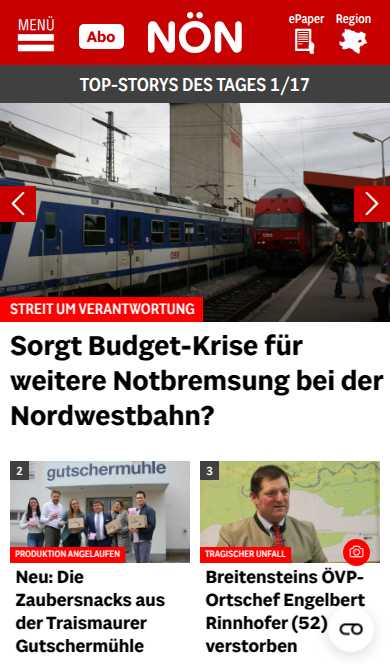 MENÜ
Abo
NÖN
ePaper
Region
TOP-STORYS DES TAGES 1/17
STREIT UM VERANTWORTUNG
Sorgt Budget-Krise für
weitere Notbremsung bei der
Nordwestbahn?
2
gutschermühle
PRODUKTION ANGELAUFEN
Neu: Die
Zaubersnacks aus
der Traismaurer
Gutschermühle
3
TRAGISCHER UNFALL
Breitensteins ÖVP-
Ortschef Engelbert
Rinnhofer (52)
verstorben